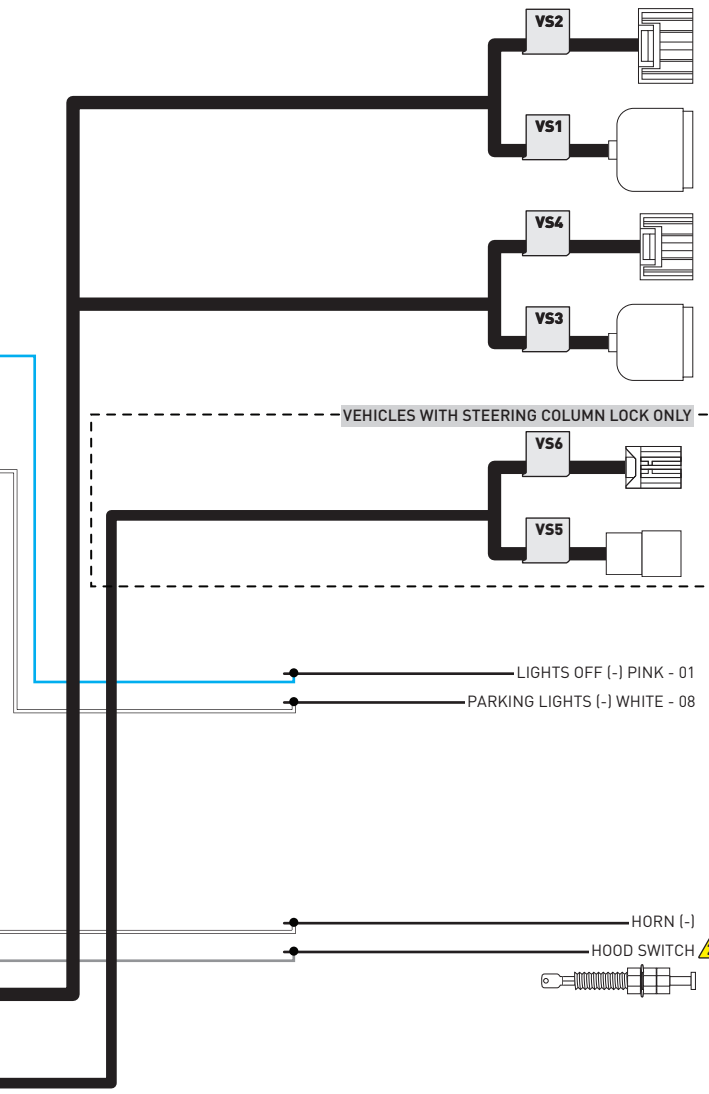 VS2
VS1
VS4
VS3
VEHICLES WITH STEERING COLUMN LOCK ONLY
VS6
VS5
LIGHTS OFF (-) PINK - 01
PARKING LIGHTS (-) WHITE - 08
HORN (-)
HOOD SWITCH